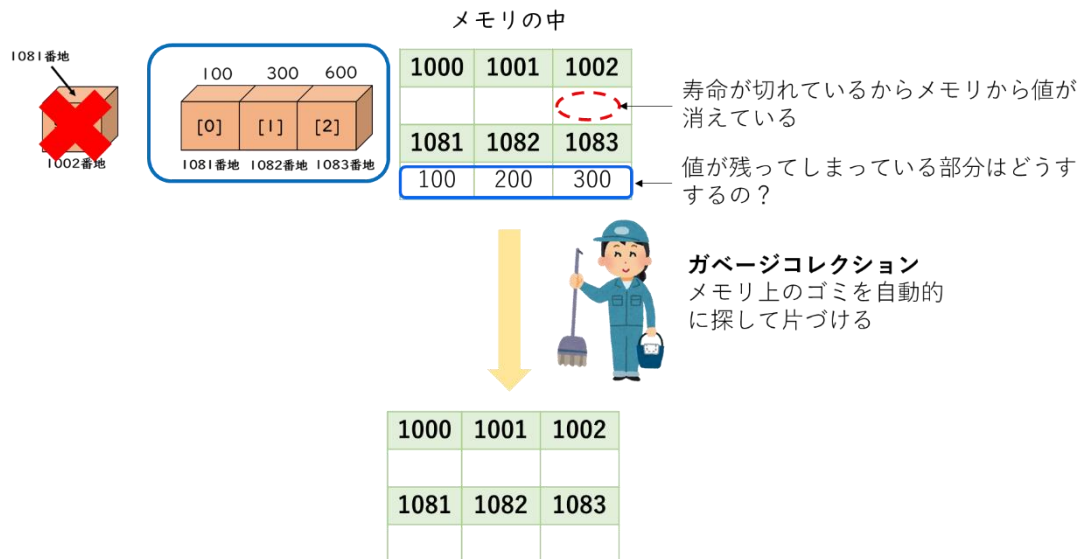 メモリの中
1081番地
1002番地
100 300 600
[0] [1] [2]
1081番地 1082番地 1083番地
1000 1001 1002
1081 1082 1083
100 200 300
寿命が切れているからメモリから値が
消えている
値が残ってしまっている部分はどうす
するの？
ガベージコレクション
メモリ上のゴミを自動的
に探して片づける
1000 1001 1002
1081 1082 1083